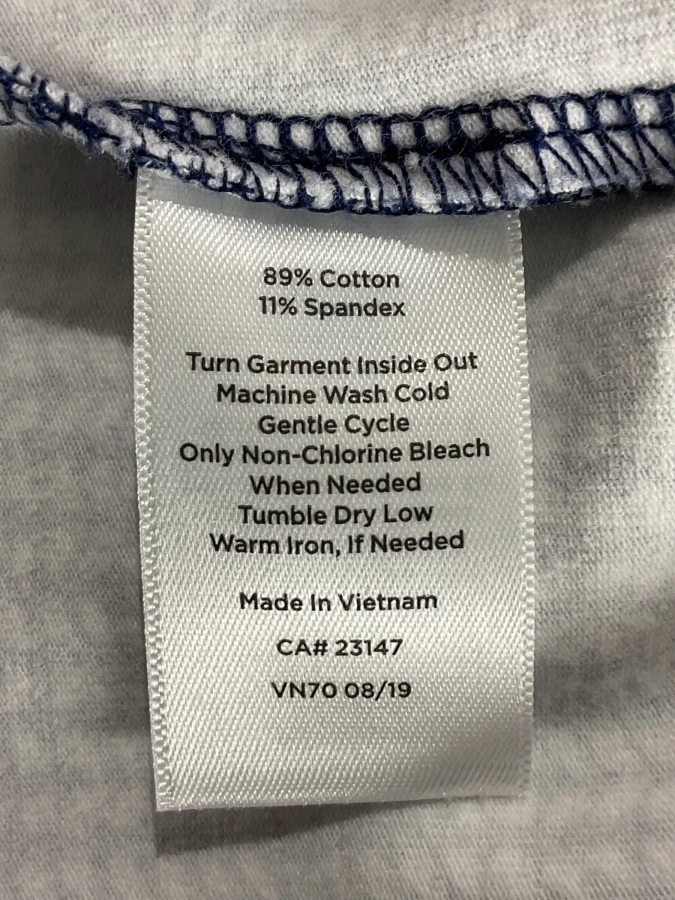 89% Cotton
11% Spandex
Turn Garment Inside Out
Machine Wash Cold
Gentle Cycle
Only Non-Chlorine Bleach
When Needed
Tumble Dry Low
Warm Iron, If Needed
Made In Vietnam
CA# 23147
VN70 08/19